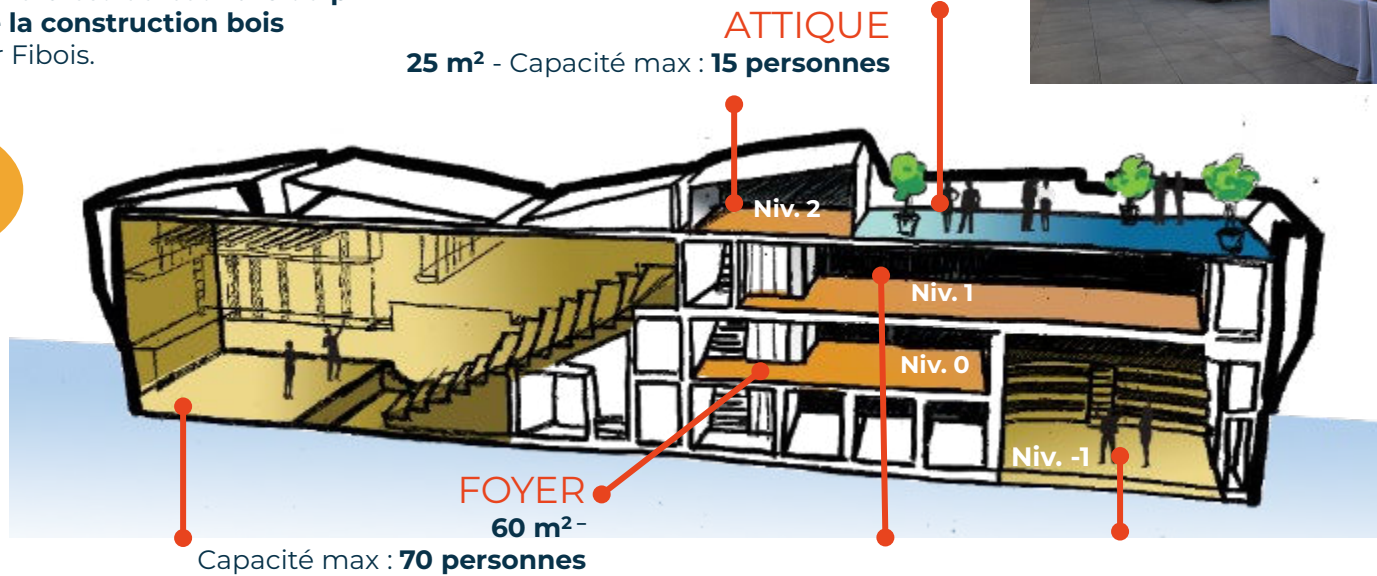 la construction bois
Fibois.
ATTIQUE
25 m² - Capacité max : 15 personnes
Niv. 2
Niv. 1
Niv. 0
Niv. -1
FOYER
60 m² –
Capacité max : 70 personnes